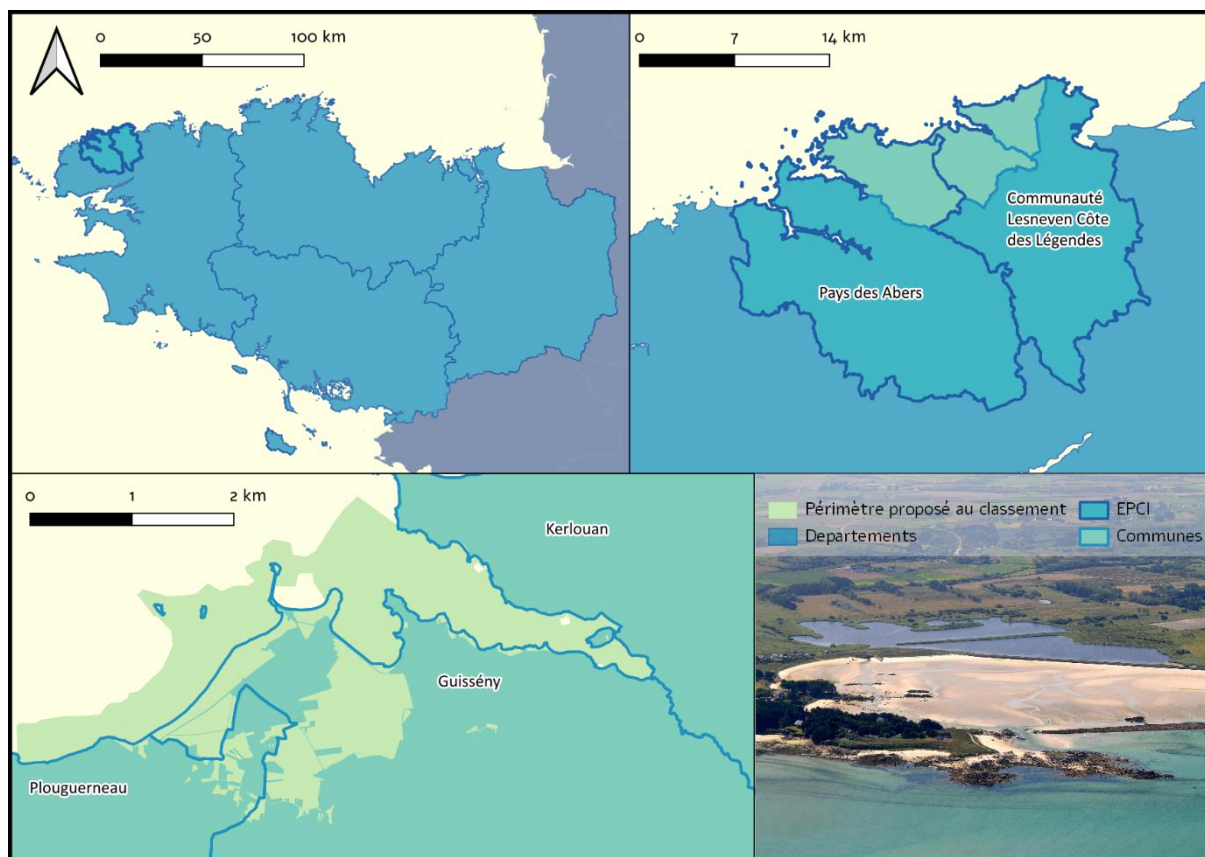 0 50 100 km
0 7 14 km
Communauté
Lesneven Côte
des Légendes
Pays des Abers
0 1 2 km
Kerlouan
Guissény
Plouguerneau
Périmètre proposé au classement
EPCI
Departements
Communes